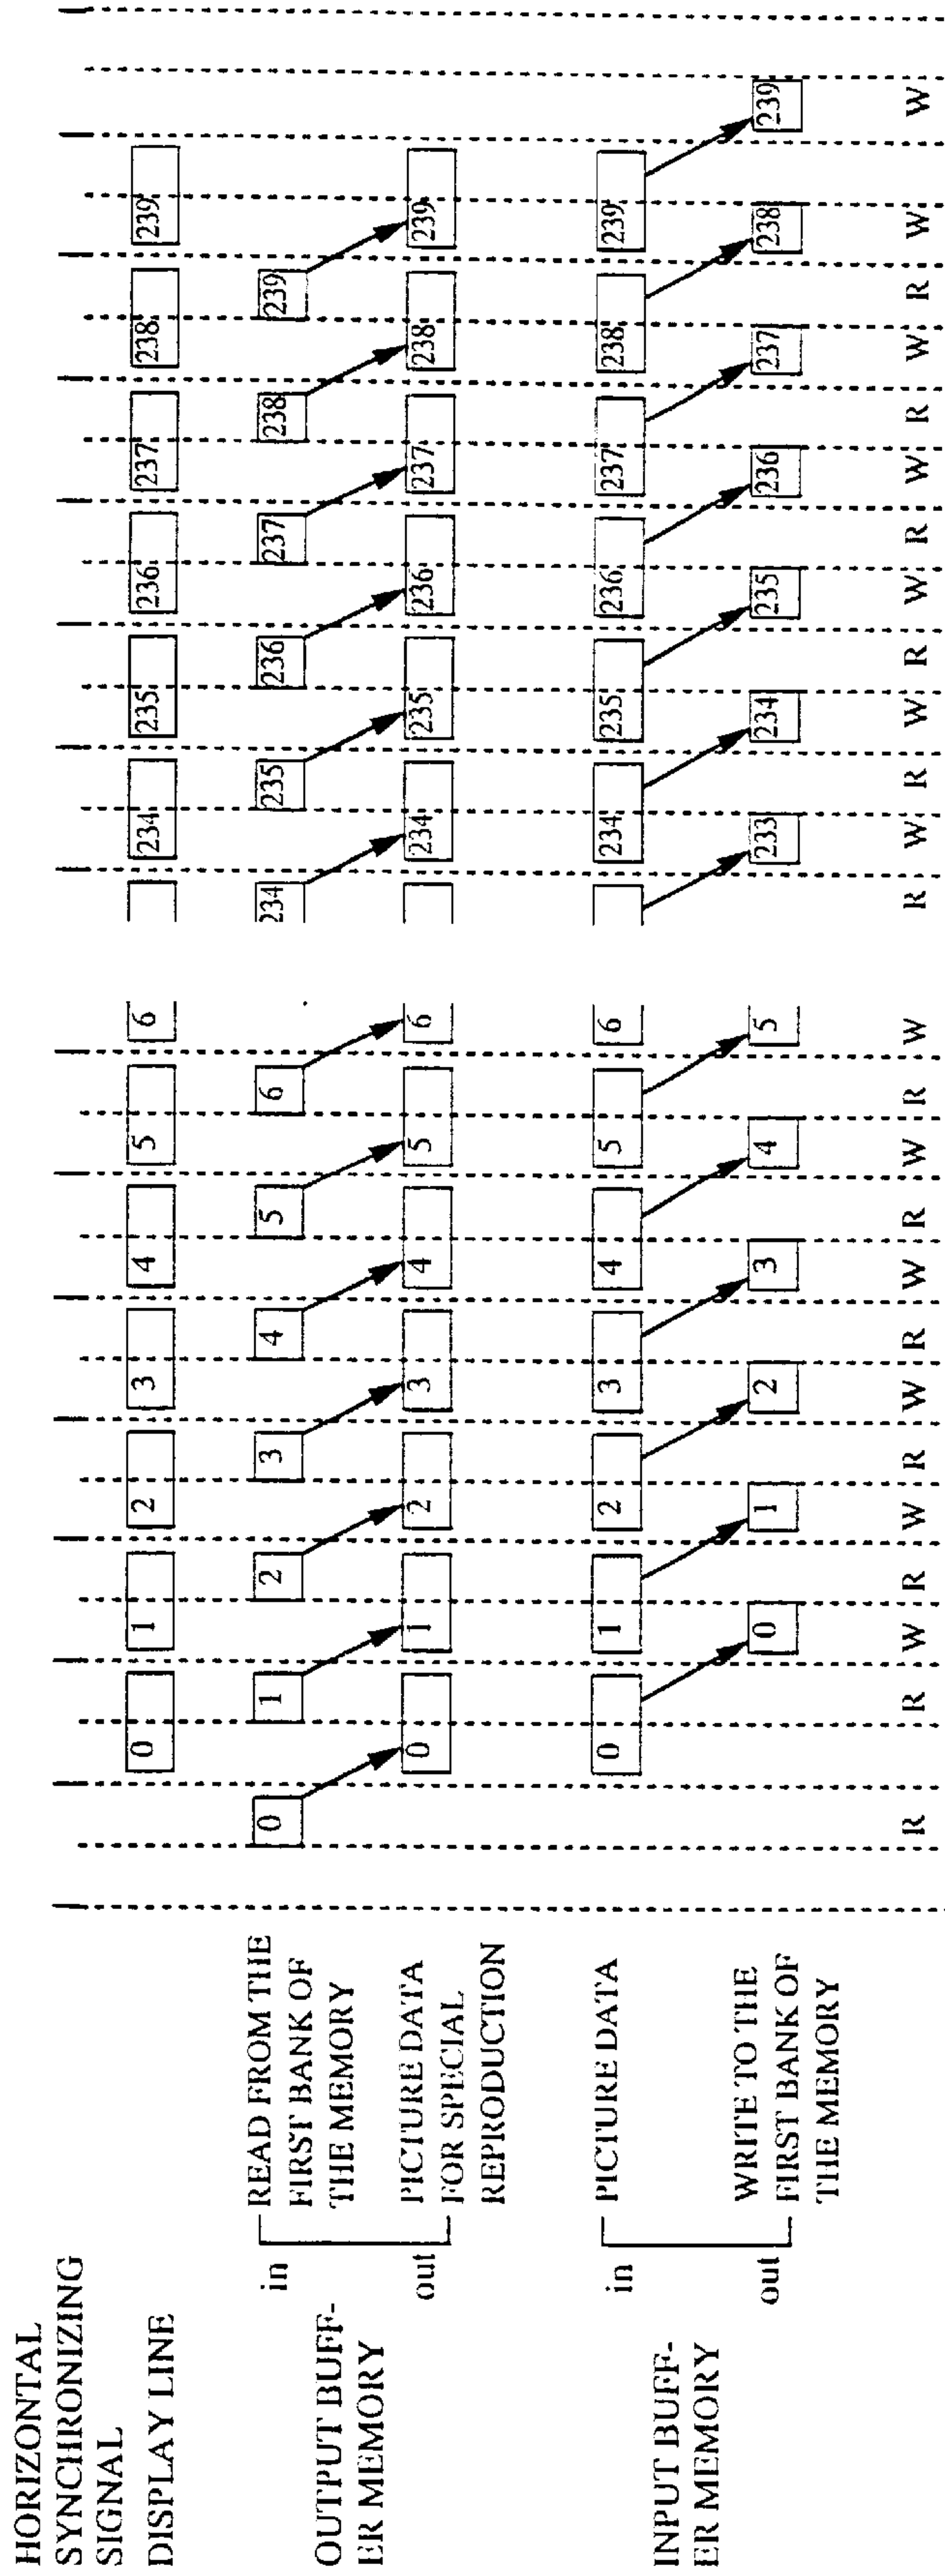 HORIZONTAL
SYNCHRONIZING
SIGNAL
DISPLAY LINE
0 1 2 3 4 5 6 234 235 236 237 238 239
OUTPUT BUFF-
ER MEMORY
in
READ FROM THE
FIRST BANK OF
THE MEMORY
0 1 2 3 4 5 6 234 235 236 237 238 239
out
PICTURE DATA
FOR SPECIAL
REPRODUCTION
0 1 2 3 4 5 6 234 235 236 237 238 239
INPUT BUFF-
ER MEMORY
in
PICTURE DATA
0 1 2 3 4 5 6 234 235 236 237 238 239
out
WRITE TO THE
FIRST BANK OF
THE MEMORY
0 1 2 3 4 5 233 234 235 236 237 238 239
R R W R W R W R W R W R W R W R W R W R W R W R W R W W